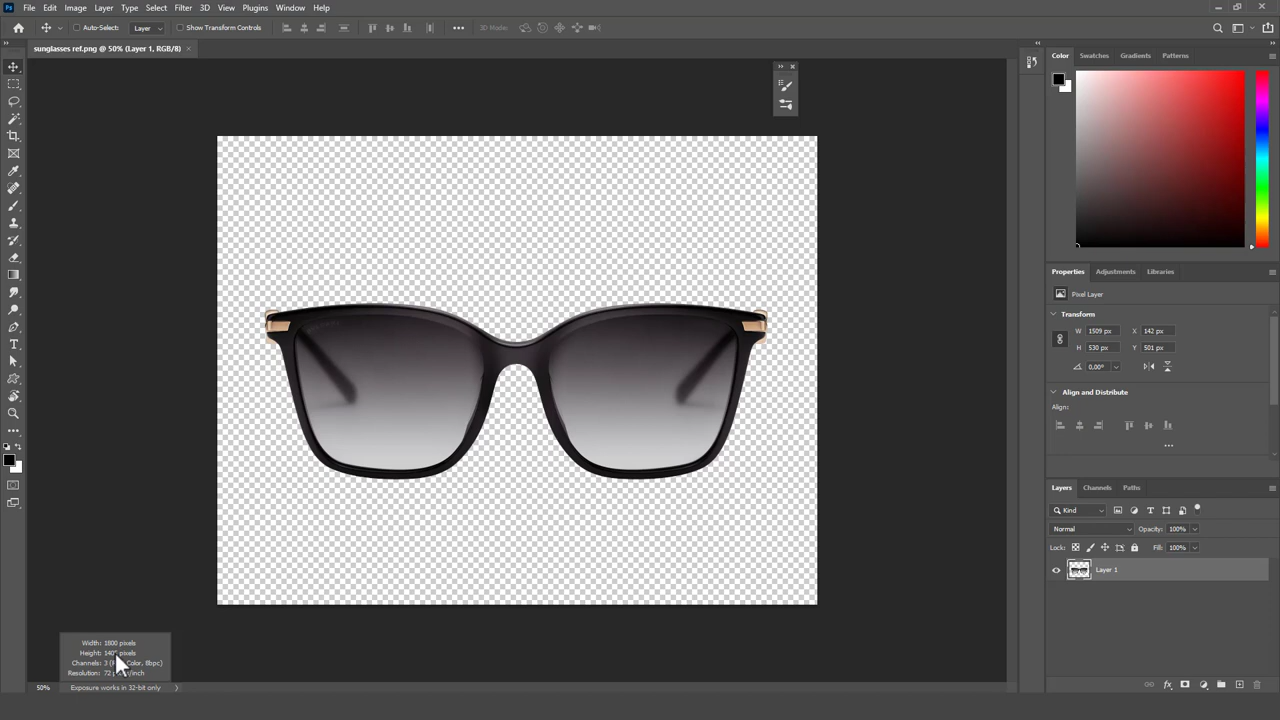 Ps File Edit Image Layer Type Select Filter 3D View Plugins Window Help
Auto-Select: Layer Show Transform Controls 3D Mode:
sunglasses ref.png @ 50% (Layer 1, RGB/8) ×
Color Swatches Gradients Patterns
Properties Adjustments Libraries
Pixel Layer
Transform
W 1509 px X 142 px
H 530 px Y 501 px
0.00°
Align and Distribute
Align:
Layers Channels Paths
Kind
Normal Opacity: 100%
Lock: Fill: 100%
Layer 1
fx
Width: 1800 pixels
Height: pixels
Channels: 3 Color, 8bpc)
Resolution: 72
50% Exposure works in 32-bit only